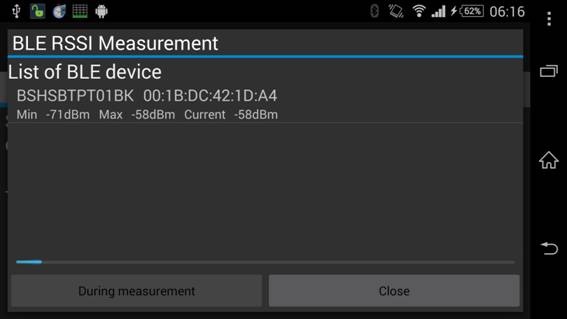 62% 06:16
BLE RSSI Measurement
List of BLE device
BSHSBTPT01BK 00:1B:DC:42:1D:A4
Min -71dBm Max -58dBm Current -58dBm
During measurement Close